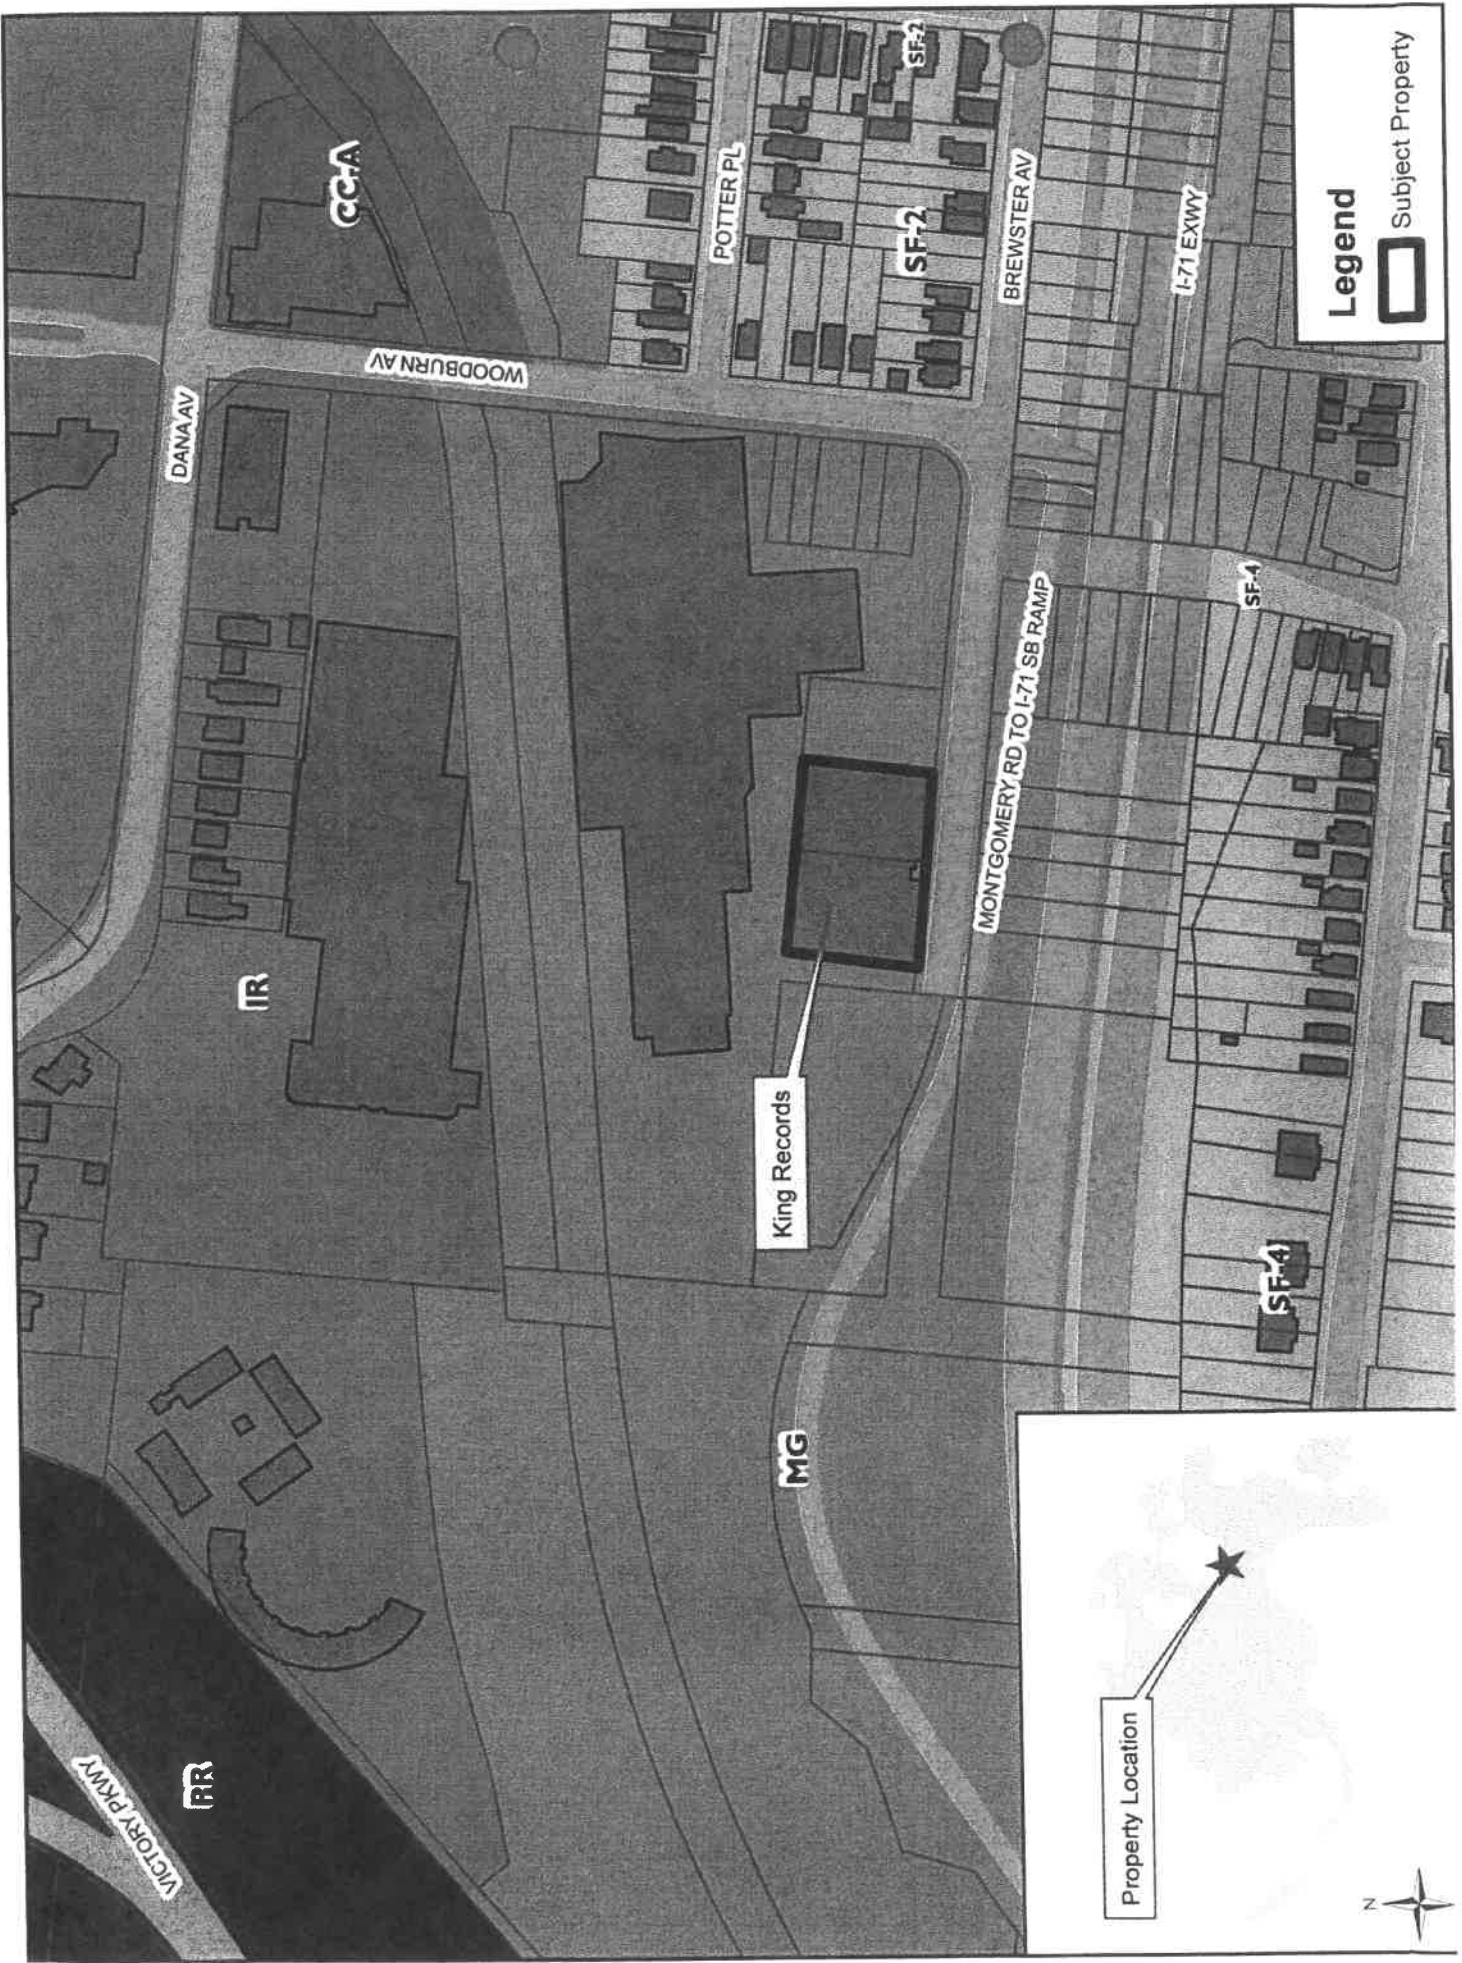 VICTORY PKWY
RR
IR
DANA AV
CC-A
WOODBURN AV
POTTER PL
SF-2
SF-2
BREWSTER AV
I-71 EXWY
MONTGOMERY RD TO I-71 SB RAMP
King Records
MG
SF-4
SF-4
Property Location
N
Legend
Subject Property